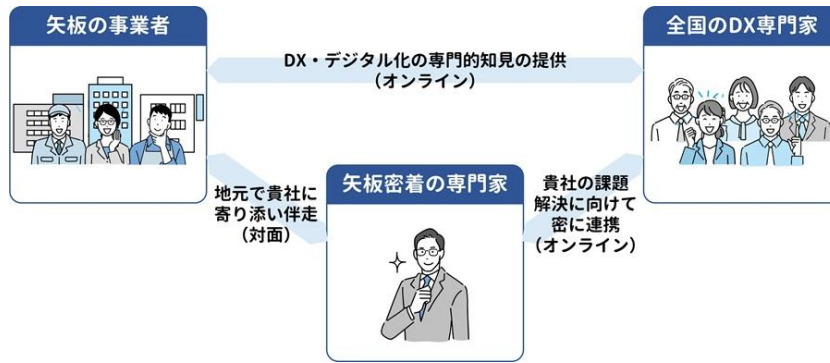 矢板の事業者
全国のDX専門家
DX・デジタル化の専門的知見の提供
(オンライン)
矢板密着の専門家
地元で貴社に
寄り添い伴走
(対面)
貴社の課題
解決に向けて
密に連携
(オンライン)